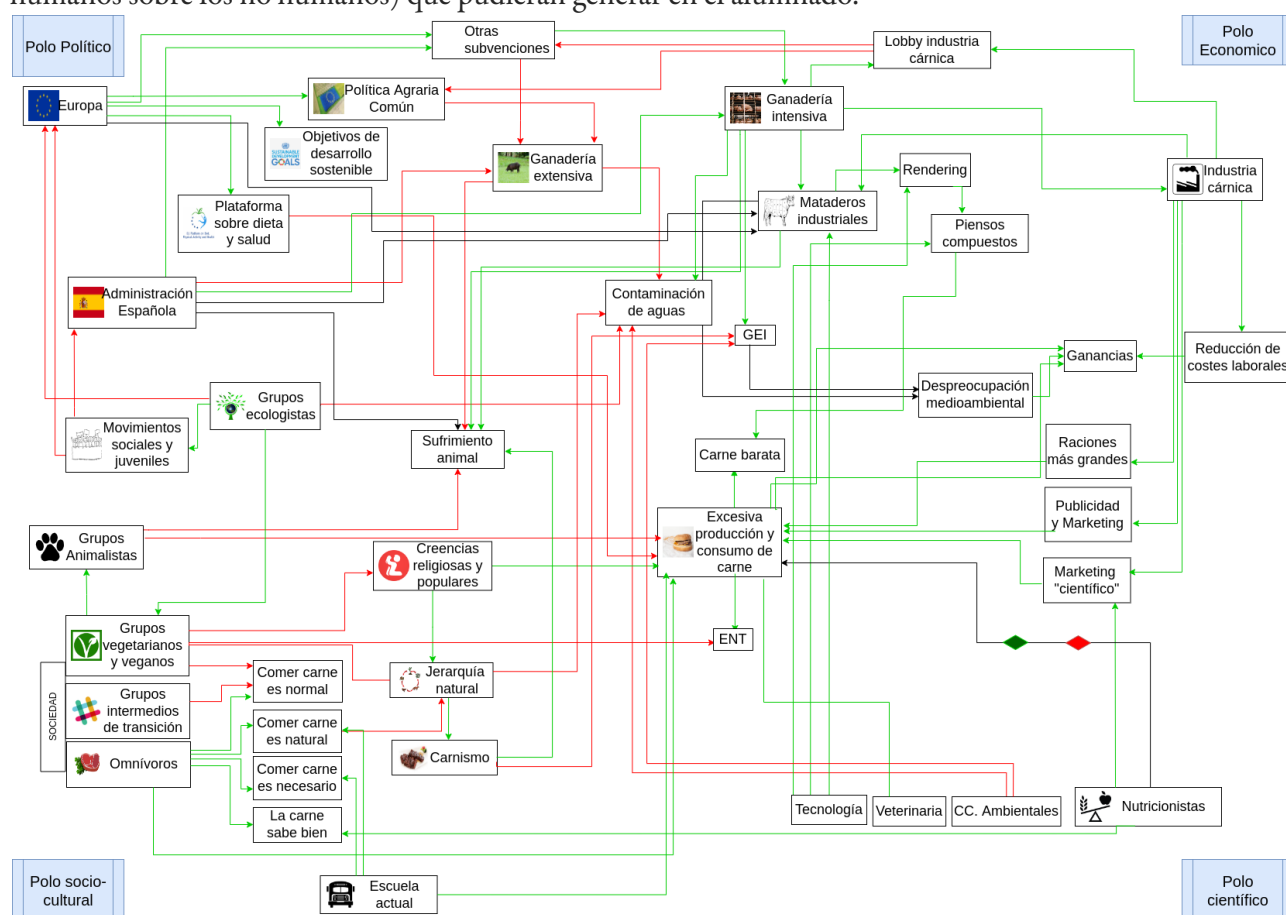 humanos sobre los no humanos) que pudieran generar en el alumnado.
Polo Político
Otras
subvenciones
Lobby industria
cárnica
Polo
Economico
Europa
Política Agraria
Común
Ganadería
intensiva
Objetivos de
desarrollo
sostenible
SUSTAINABLE
DEVELOPMENT
GOALS
Ganadería
extensiva
Rendering
Industria
cárnica
Plataforma
sobre dieta
y salud
Mataderos
industriales
Piensos
compuestos
Administración
Española
Contaminación
de aguas
GEI
Ganancias
Reducción de
costes laborales
Despreocupación
medioambiental
Grupos
ecologistas
Movimientos
sociales y
juveniles
Sufrimiento
animal
Carne barata
Raciones
más grandes
Publicidad
y Marketing
Grupos
Animalistas
Excesiva
producción y
consumo de
carne
Creencias
religiosas y
populares
Marketing
"científico"
Grupos
vegetarianos
y veganos
ENT
SOCIEDAD
Comer carne
es normal
Jerarquía
natural
Grupos
intermedios
de transición
Comer carne
es natural
Omnívoros
Carnismo
Comer carne
es necesario
La carne
sabe bien
Tecnología
Veterinaria
CC. Ambientales
Nutricionistas
Polo socio-
cultural
Escuela
actual
Polo
científico